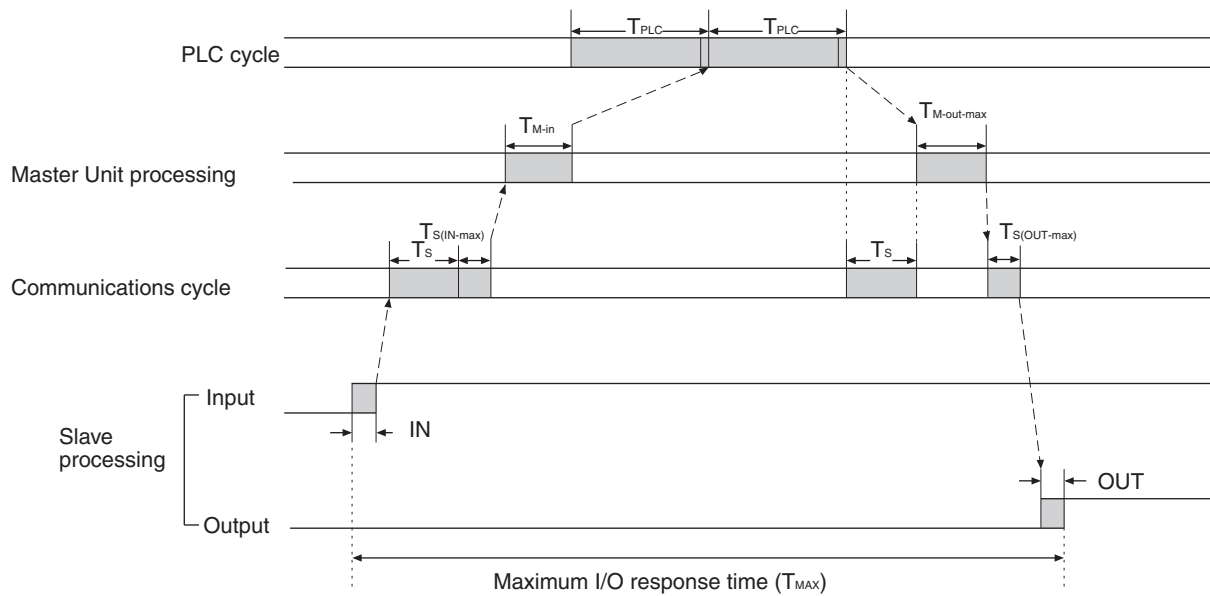 TPLC
TPLC
PLC cycle
TM-in
TM-out-max
Master Unit processing
TS(IN-max)
TS
TS
TS(OUT-max)
Communications cycle
Input
IN
Slave
processing
OUT
Output
Maximum I/O response time (TMAX)